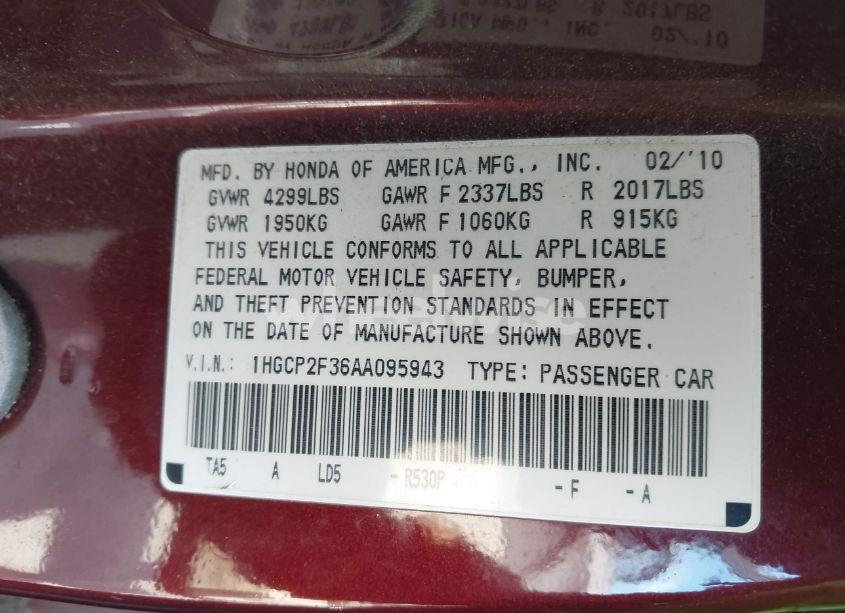 MFD. BY HONDA OF AMERICA MFG., INC. 02/'10
GVWR 4299LBS GAWR F 2337LBS R 2017LBS
GVWR 1950KG GAWR F 1060KG R 915KG
THIS VEHICLE CONFORMS TO ALL APPLICABLE
FEDERAL MOTOR VEHICLE SAFETY, BUMPER,
AND THEFT PREVENTION STANDARDS IN EFFECT
ON THE DATE OF MANUFACTURE SHOWN ABOVE.
V.I.N.: 1HGCP2F36AA095943 TYPE: PASSENGER CAR
TA5 A LD5 - R530P -F -A